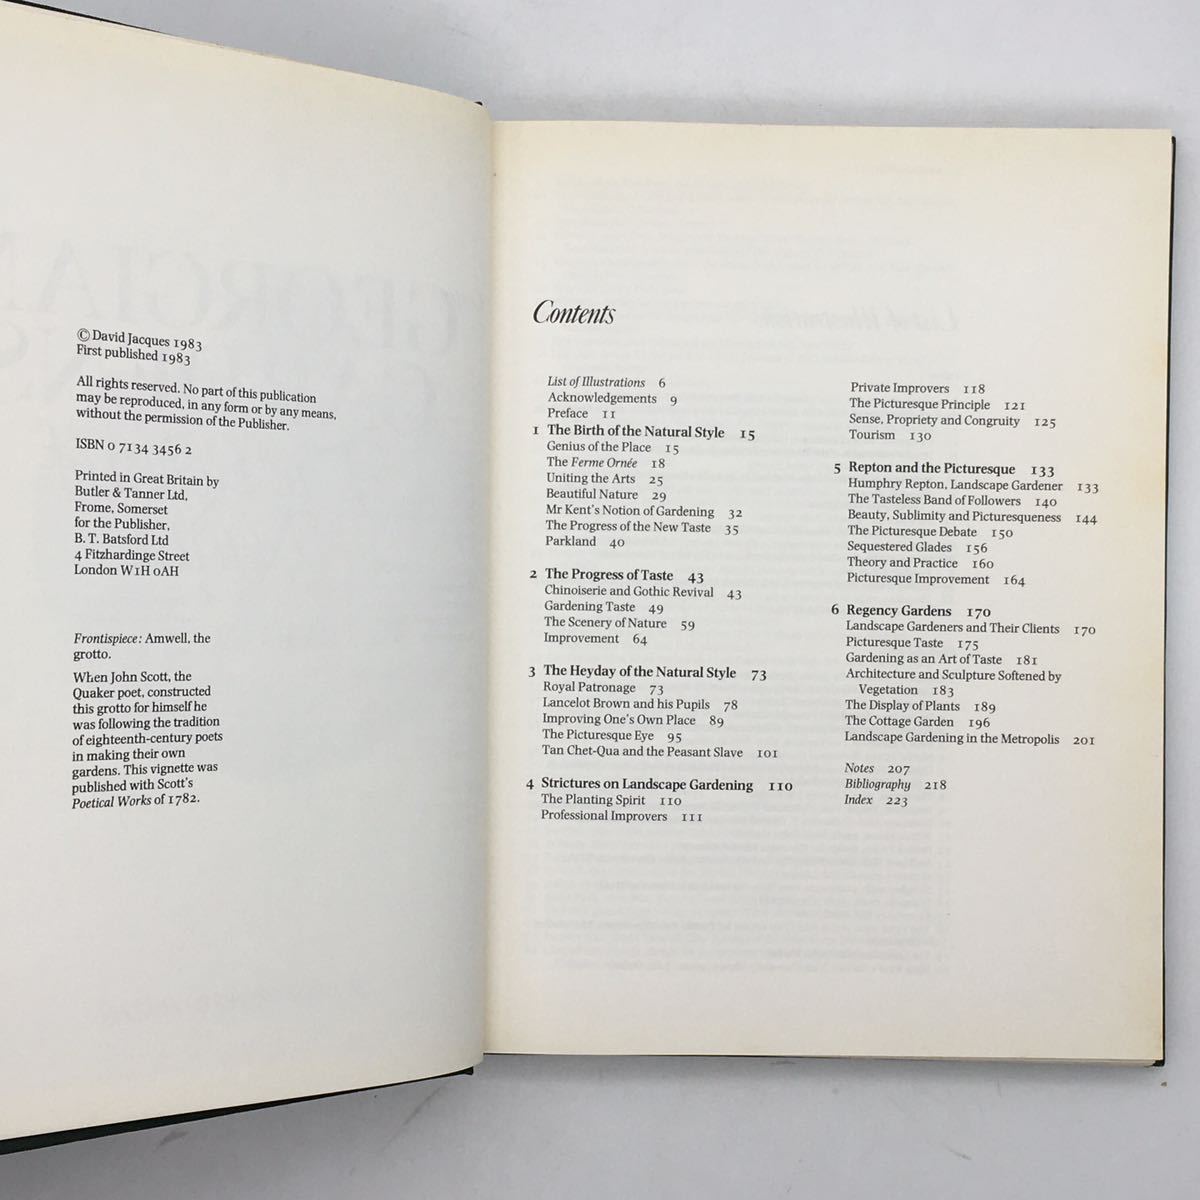 © David Jacques 1983
First published 1983
All rights reserved. No part of this publication
may be reproduced, in any form or by any means,
without the permission of the Publisher.
ISBN 0 7134 3456 2
Printed in Great Britain by
Butler & Tanner Ltd,
Frome, Somerset
for the Publisher,
B. T. Batsford Ltd
4 Fitzhardinge Street
London W1H 0AH
Frontispiece: Amwell, the
grotto.
When John Scott, the
Quaker poet, constructed
this grotto for himself he
was following the tradition
of eighteenth-century poets
in making their own
gardens. This vignette was
published with Scott's
Poetical Works of 1782.
Contents
List of Illustrations 6
Acknowledgements 9
Preface 11
1 The Birth of the Natural Style 15
Genius of the Place 15
The Ferme Ornée 18
Uniting the Arts 25
Beautiful Nature 29
Mr Kent's Notion of Gardening 32
The Progress of the New Taste 35
Parkland 40
2 The Progress of Taste 43
Chinoiserie and Gothic Revival 43
Gardening Taste 49
The Scenery of Nature 59
Improvement 64
3 The Heyday of the Natural Style 73
Royal Patronage 73
Lancelot Brown and his Pupils 78
Improving One's Own Place 89
The Picturesque Eye 95
Tan Chet-Qua and the Peasant Slave 101
4 Strictures on Landscape Gardening 110
The Planting Spirit 110
Professional Improvers 111
Private Improvers 118
The Picturesque Principle 121
Sense, Propriety and Congruity 125
Tourism 130
5 Repton and the Picturesque 133
Humphry Repton, Landscape Gardener 133
The Tasteless Band of Followers 140
Beauty, Sublimity and Picturesqueness 144
The Picturesque Debate 150
Sequestered Glades 156
Theory and Practice 160
Picturesque Improvement 164
6 Regency Gardens 170
Landscape Gardeners and Their Clients 170
Picturesque Taste 175
Gardening as an Art of Taste 181
Architecture and Sculpture Softened by
Vegetation 183
The Display of Plants 189
The Cottage Garden 196
Landscape Gardening in the Metropolis 201
Notes 207
Bibliography 218
Index 223